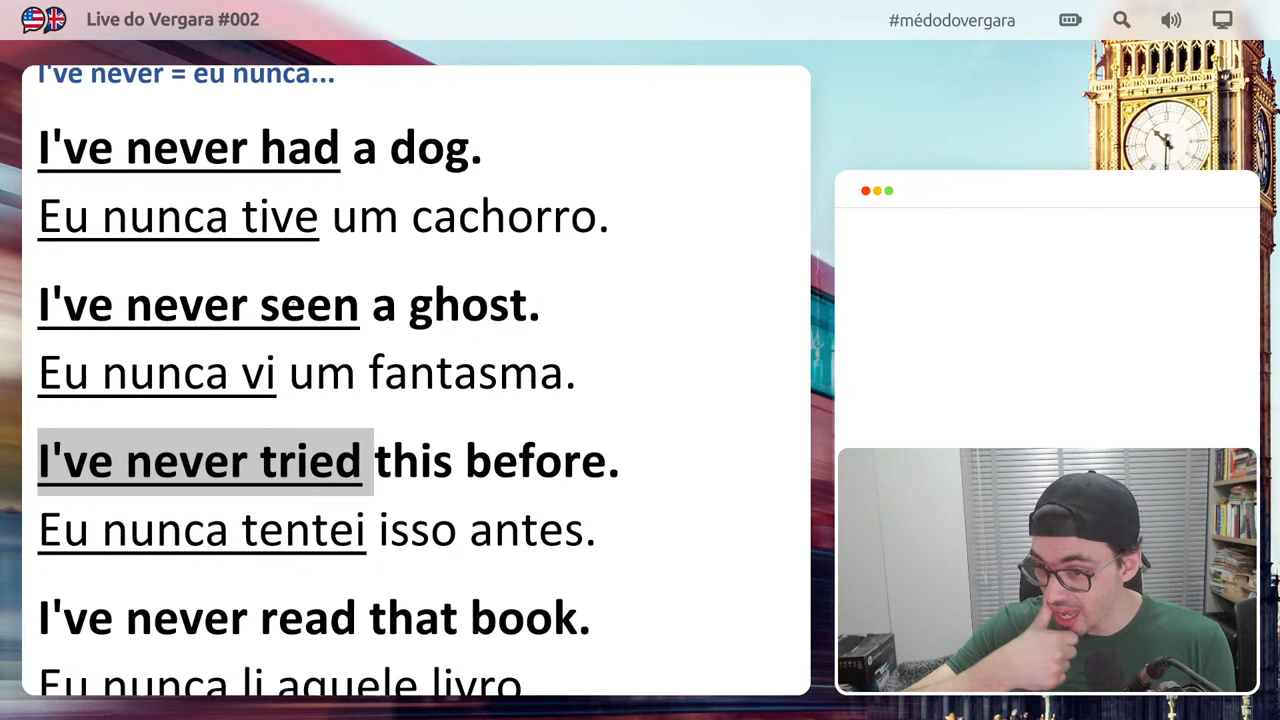 Live do Vergara #002
#médodovergara
I've never = eu nunca...
I've never had a dog.
Eu nunca tive um cachorro.
I've never seen a ghost.
Eu nunca vi um fantasma.
I've never tried this before.
Eu nunca tentei isso antes.
I've never read that book.
Eu nunca li aquele livro